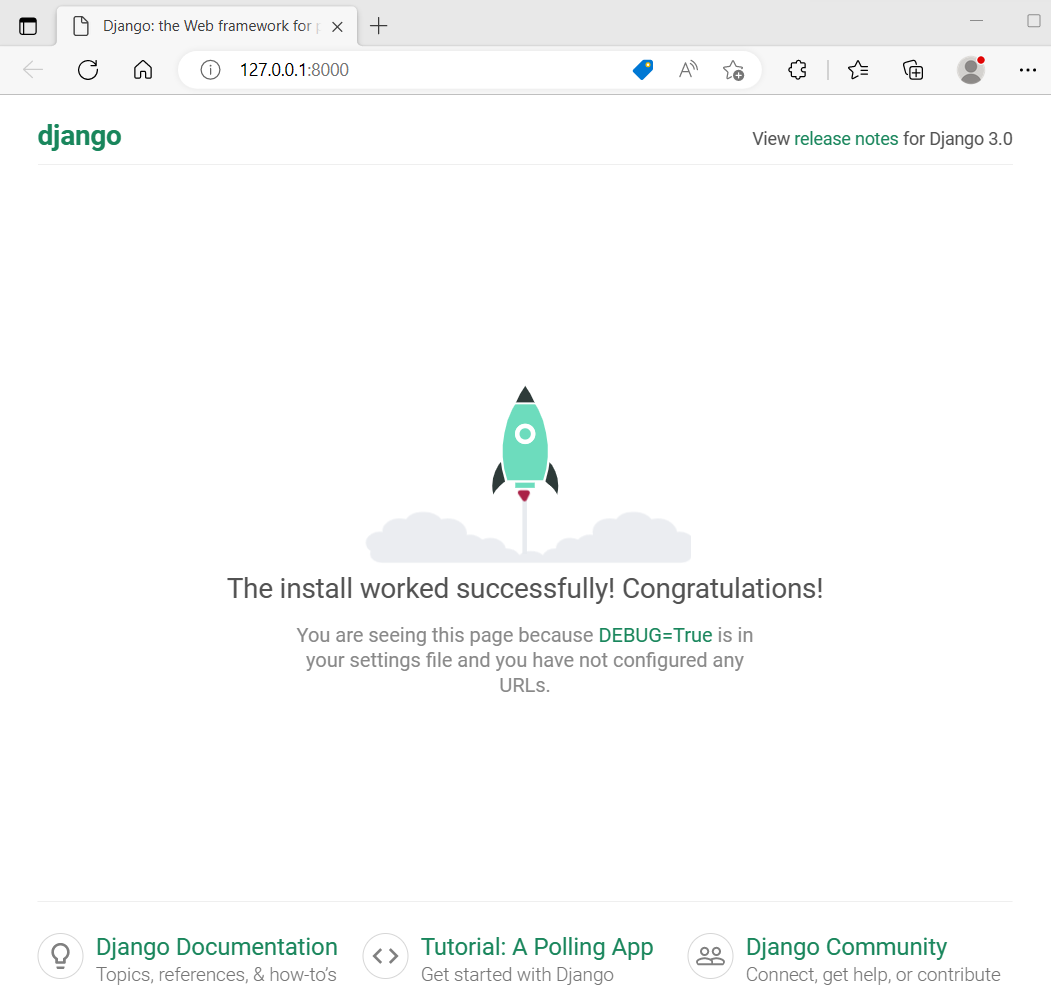 Django: the Web framework for
127.0.0.1:8000
django
View release notes for Django 3.0
The install worked successfully! Congratulations!
You are seeing this page because DEBUG=True is in
your settings file and you have not configured any
URLs.
Django Documentation
Topics, references, & how-to’s
Tutorial: A Polling App
Get started with Django
Django Community
Connect, get help, or contribute